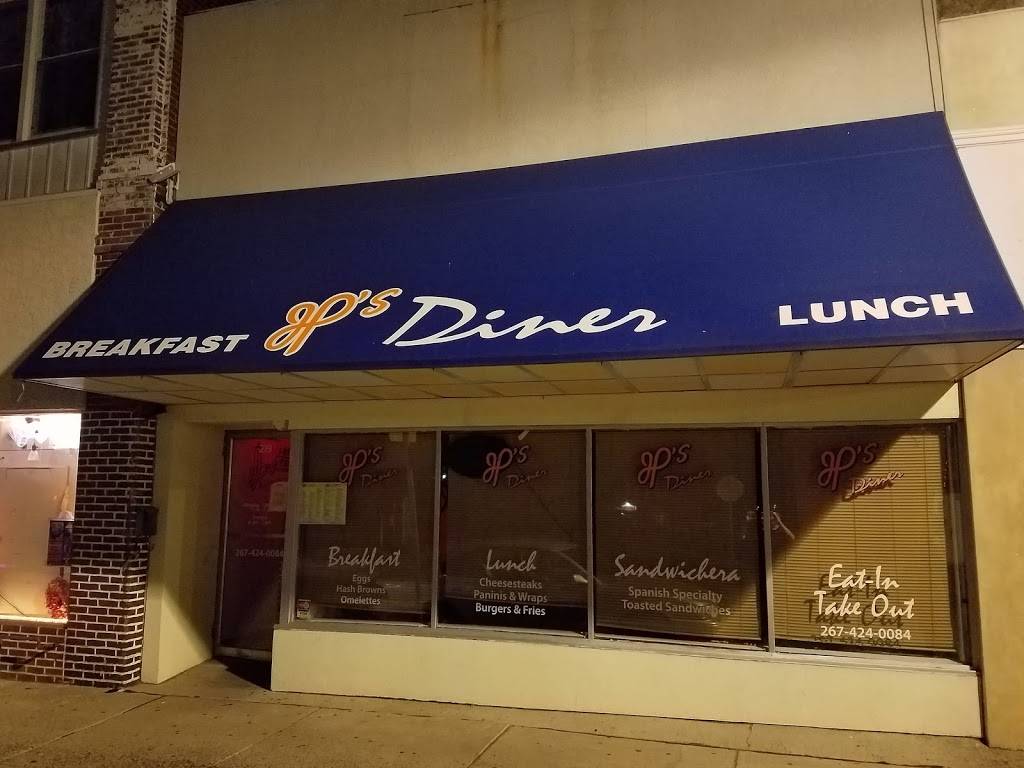 BREAKFAST JP's Diner LUNCH
JP's
Diner
Breakfast
Eggs
Hash Browns
Omelettes
JP's
Diner
Lunch
Cheesesteaks
Paninis & Wraps
Burgers & Fries
JP's
Diner
Sandwichera
Spanish Specialty
Toasted Sandwiches
JP's
Diner
Eat-In
Take Out
267-424-0084
267-424-0084